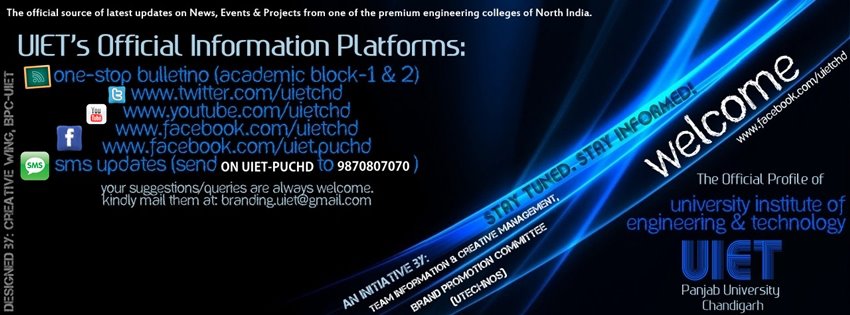 The official source of latest updates on News, Events & Projects from one of the premium engineering colleges of North India.
UIET's Official Information Platforms:
one-stop bulletino (academic block-1 & 2)
www.twitter.com/uietchd
You Tube
www.youtube.com/uietchd
www.facebook.com/uietchd
www.facebook.com/uiet.puchd
SMS
sms updates (send ON UIET-PUCHD to 9870807070 )
your suggestions/queries are always welcome.
kindly mail them at: branding.uiet@gmail.com
DESIGNED BY: CREATIVE WING, BPC-UIET
STAY TUNED. STAY INFORMED!
AN INITIATIVE BY:
TEAM INFORMATION & CREATIVE MANAGEMENT,
BRAND PROMOTION COMMITTEE
(UTECHNOS)
welcome
www.facebook.com/uietchd
The Official Profile of
university institute of
engineering & technology
UIET
Panjab University
Chandigarh